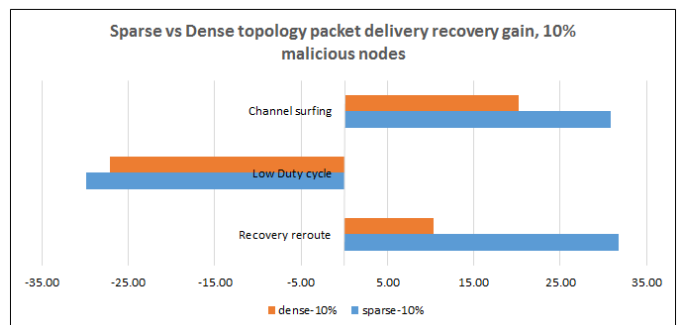 Sparse vs Dense topology packet delivery recovery gain, 10%
malicious nodes
Channel surfing
Low Duty cycle
Recovery reroute
-35.00 -25.00 -15.00 -5.00 5.00 15.00 25.00 35.00
dense-10% sparse-10%